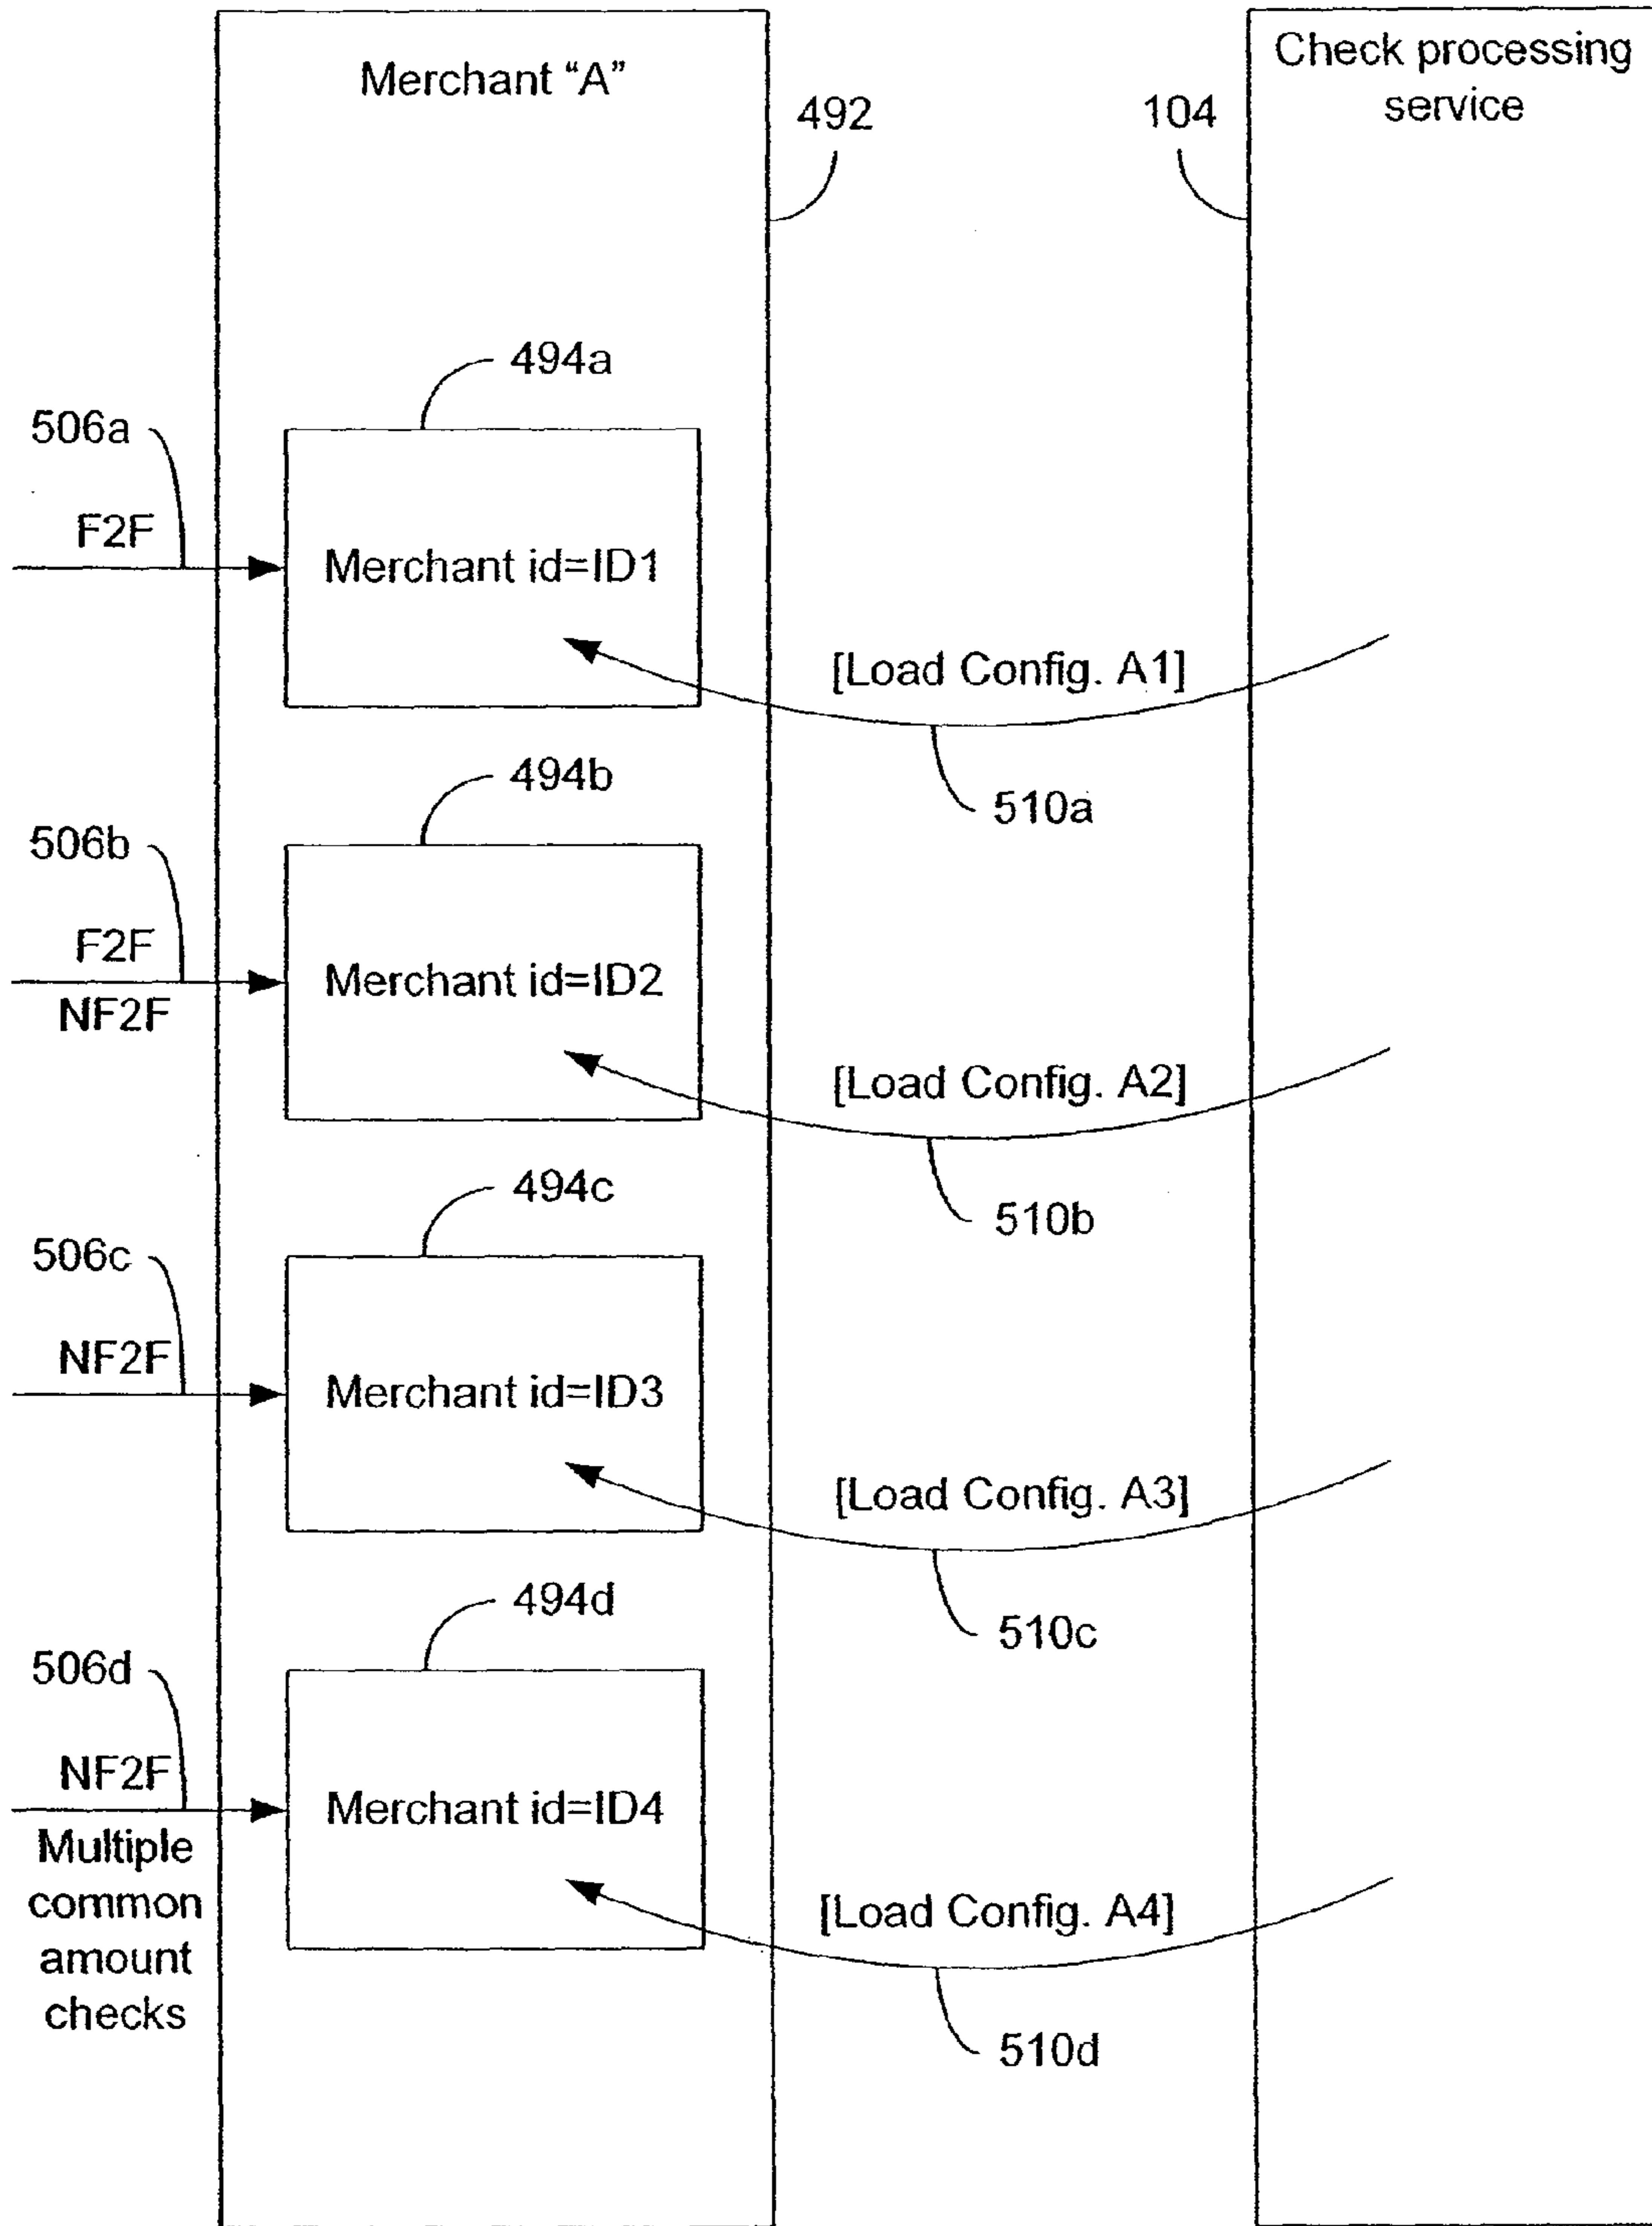 Merchant “A”
Check processing
service
492
104
494a
506a
F2F
Merchant id=ID1
[Load Config. A1]
510a
494b
506b
F2F
NF2F
Merchant id=ID2
[Load Config. A2]
510b
494c
506c
NF2F
Merchant id=ID3
[Load Config. A3]
510c
494d
506d
NF2F
Multiple
common
amount
checks
Merchant id=ID4
[Load Config. A4]
510d